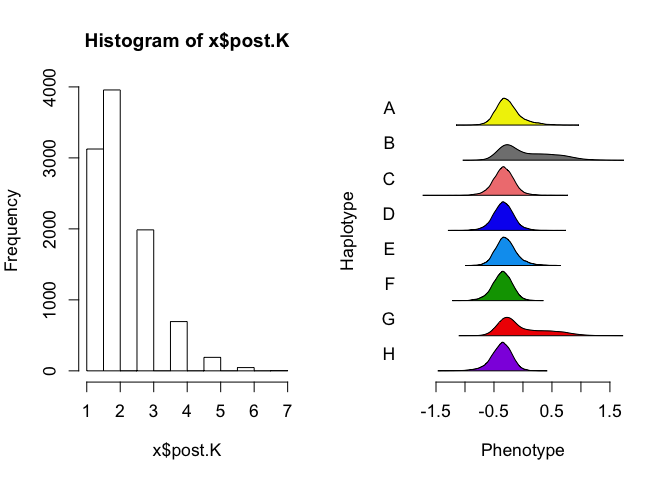 Histogram of x$post.K
Frequency
4000
3000
2000
1000
0
1 2 3 4 5 6 7
x$post.K
Haplotype
A
B
C
D
E
F
G
H
-1.5 -0.5 0.5 1.5
Phenotype